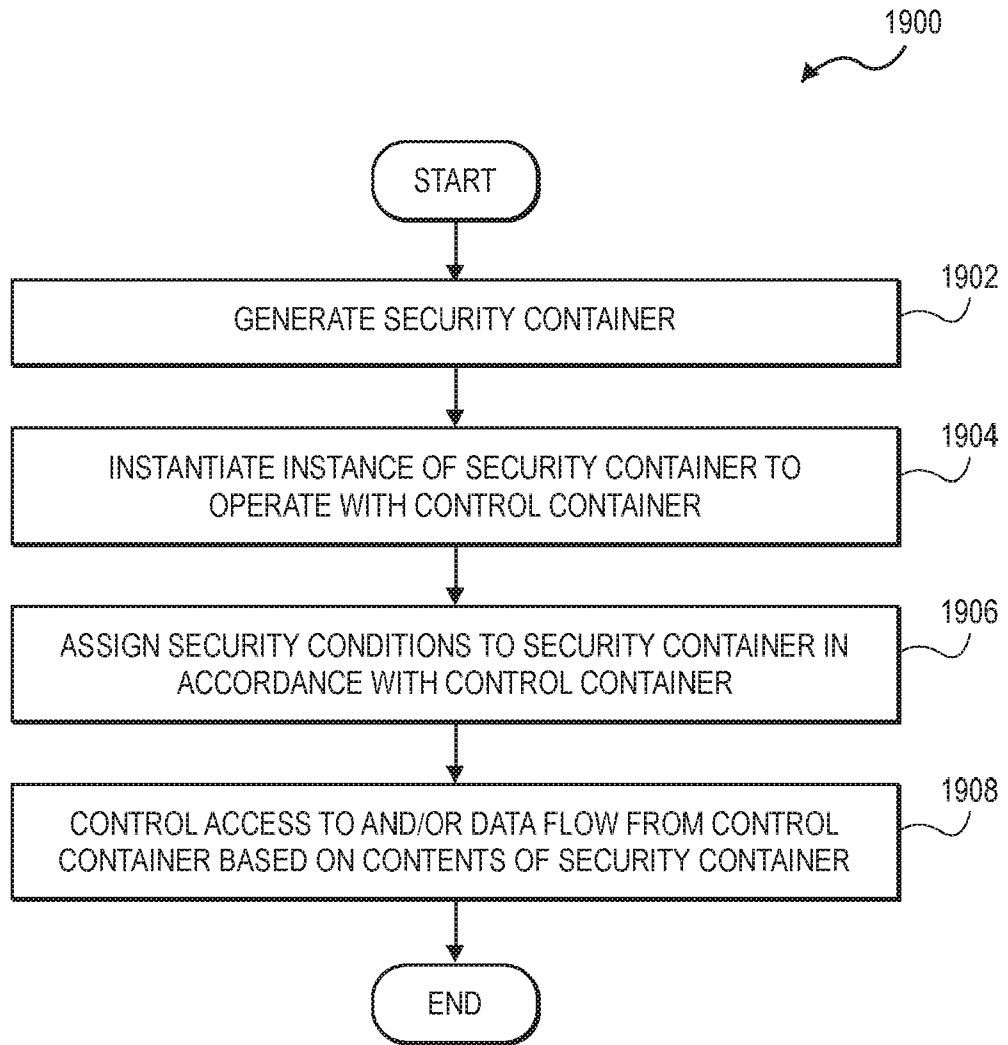 1900
START
GENERATE SECURITY CONTAINER
1902
INSTANTIATE INSTANCE OF SECURITY CONTAINER TO
OPERATE WITH CONTROL CONTAINER
1904
ASSIGN SECURITY CONDITIONS TO SECURITY CONTAINER IN
ACCORDANCE WITH CONTROL CONTAINER
1906
CONTROL ACCESS TO AND/OR DATA FLOW FROM CONTROL
CONTAINER BASED ON CONTENTS OF SECURITY CONTAINER
1908
END